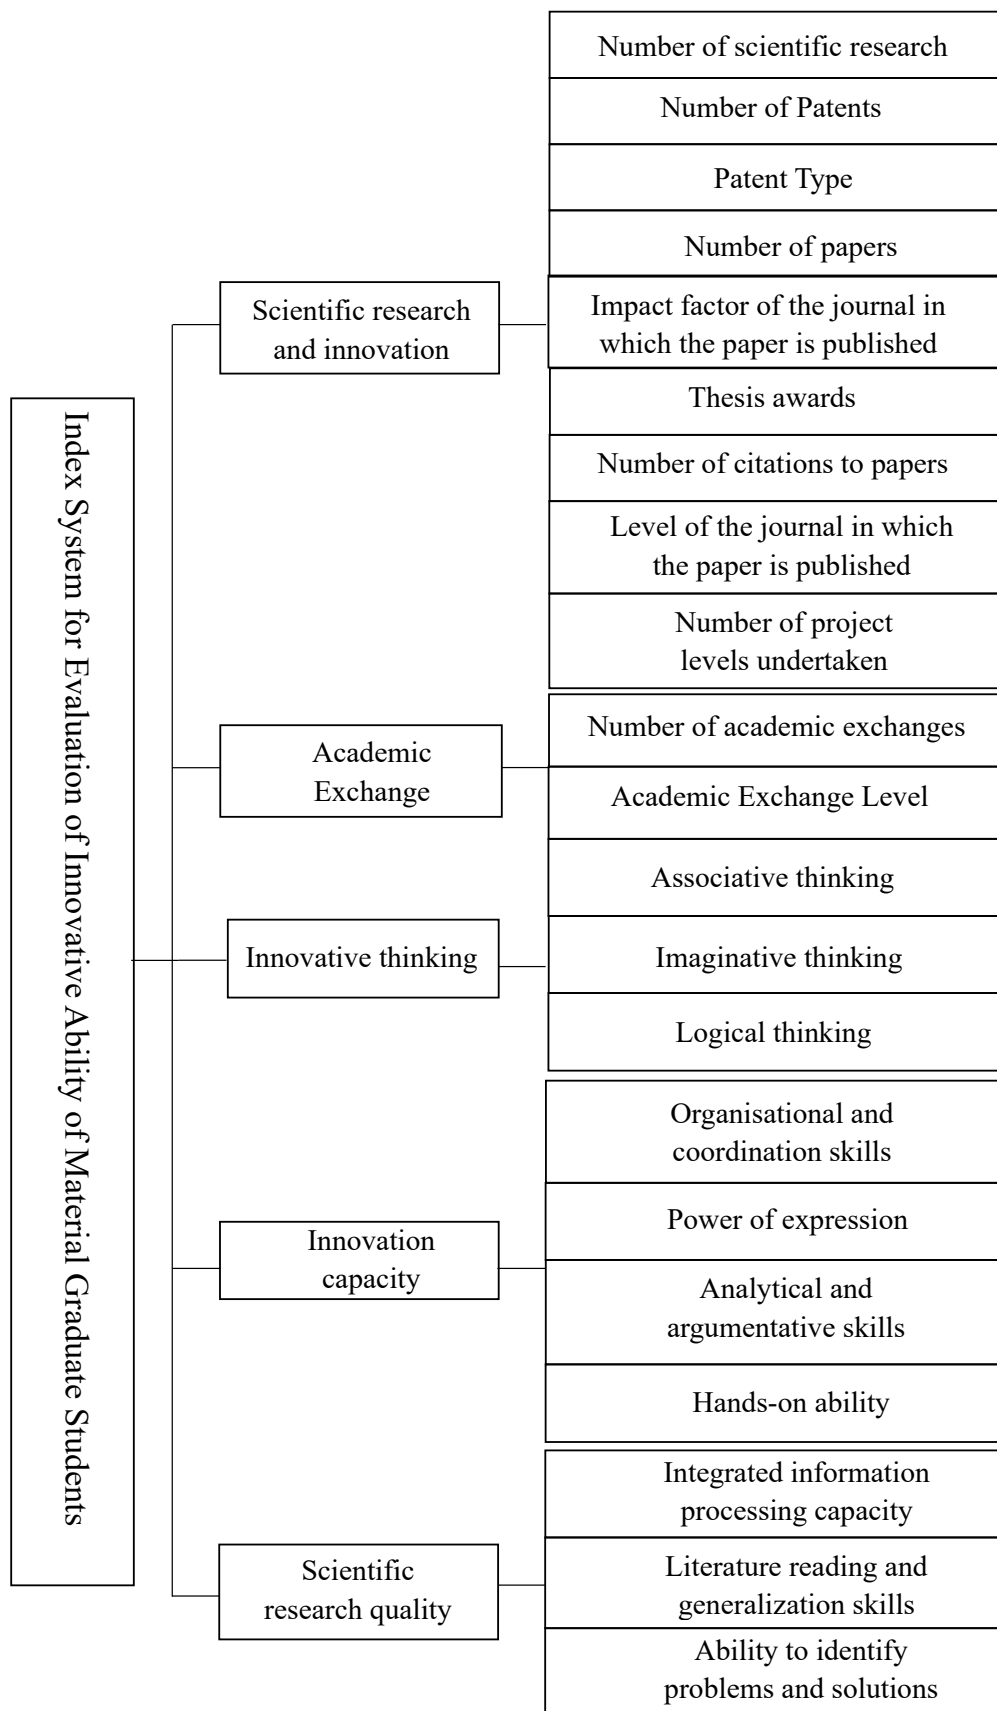 Index System for Evaluation of Innovative Ability of Material Graduate Students
Scientific research
and innovation
Number of scientific research
Number of Patents
Patent Type
Number of papers
Impact factor of the journal in
which the paper is published
Thesis awards
Number of citations to papers
Level of the journal in which
the paper is published
Number of project
levels undertaken
Academic
Exchange
Number of academic exchanges
Academic Exchange Level
Innovative thinking
Associative thinking
Imaginative thinking
Logical thinking
Innovation
capacity
Organisational and
coordination skills
Power of expression
Analytical and
argumentative skills
Hands-on ability
Scientific
research quality
Integrated information
processing capacity
Literature reading and
generalization skills
Ability to identify
problems and solutions